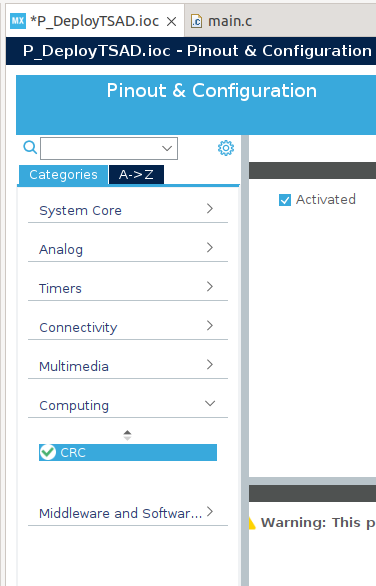 MX *P_DeployTSAD.ioc
.c main.c
P_DeployTSAD.ioc - Pinout & Configuration
Pinout & Configuration
Categories
A->Z
System Core
Analog
Timers
Connectivity
Multimedia
Computing
CRC
Middleware and Softwar...
Activated
Warning: This p